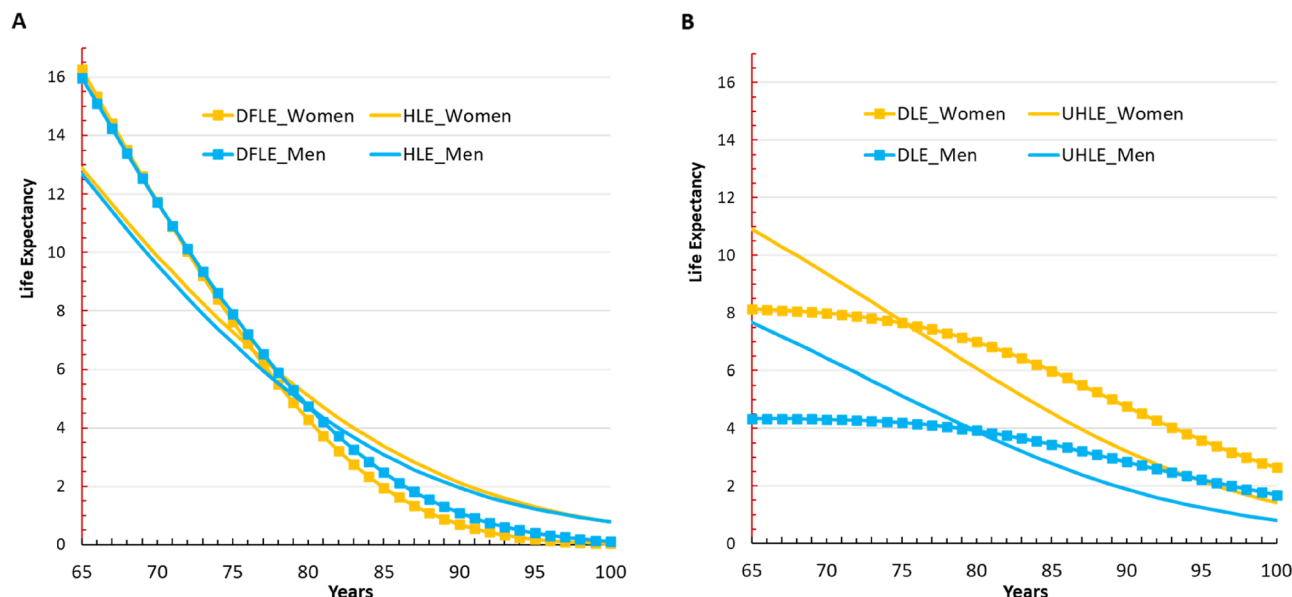 A
B
16
14
12
10
8
6
4
2
0
Life Expectancy
DFLE_Women HLE_Women
DFLE_Men HLE_Men
65 70 75 80 85 90 95 100
Years
16
14
12
10
8
6
4
2
0
Life Expectancy
DLE_Women UHLE_Women
DLE_Men UHLE_Men
65 70 75 80 85 90 95 100
Years